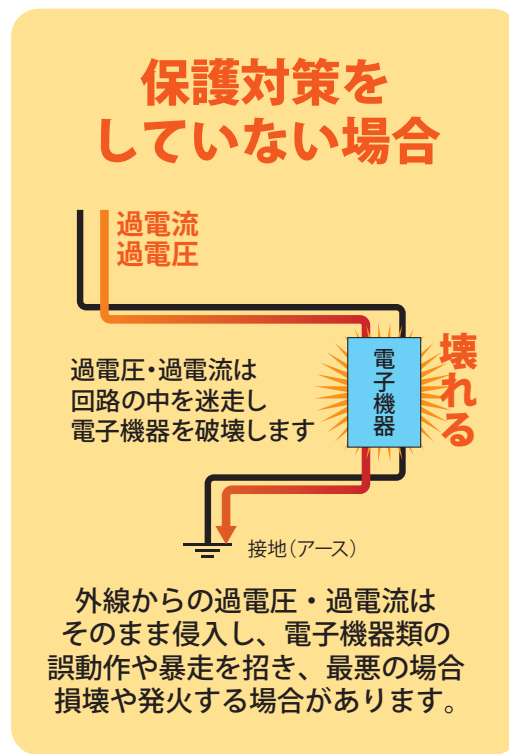 保護対策を
していない場合
過電流
過電圧
過電圧・過電流は
回路の中を迷走し
電子機器を破壊します
電子機器
壊れる
接地(アース)
外線からの過電圧・過電流は
そのまま侵入し、電子機器類の
誤動作や暴走を招き、最悪の場合
損壊や発火する場合があります。